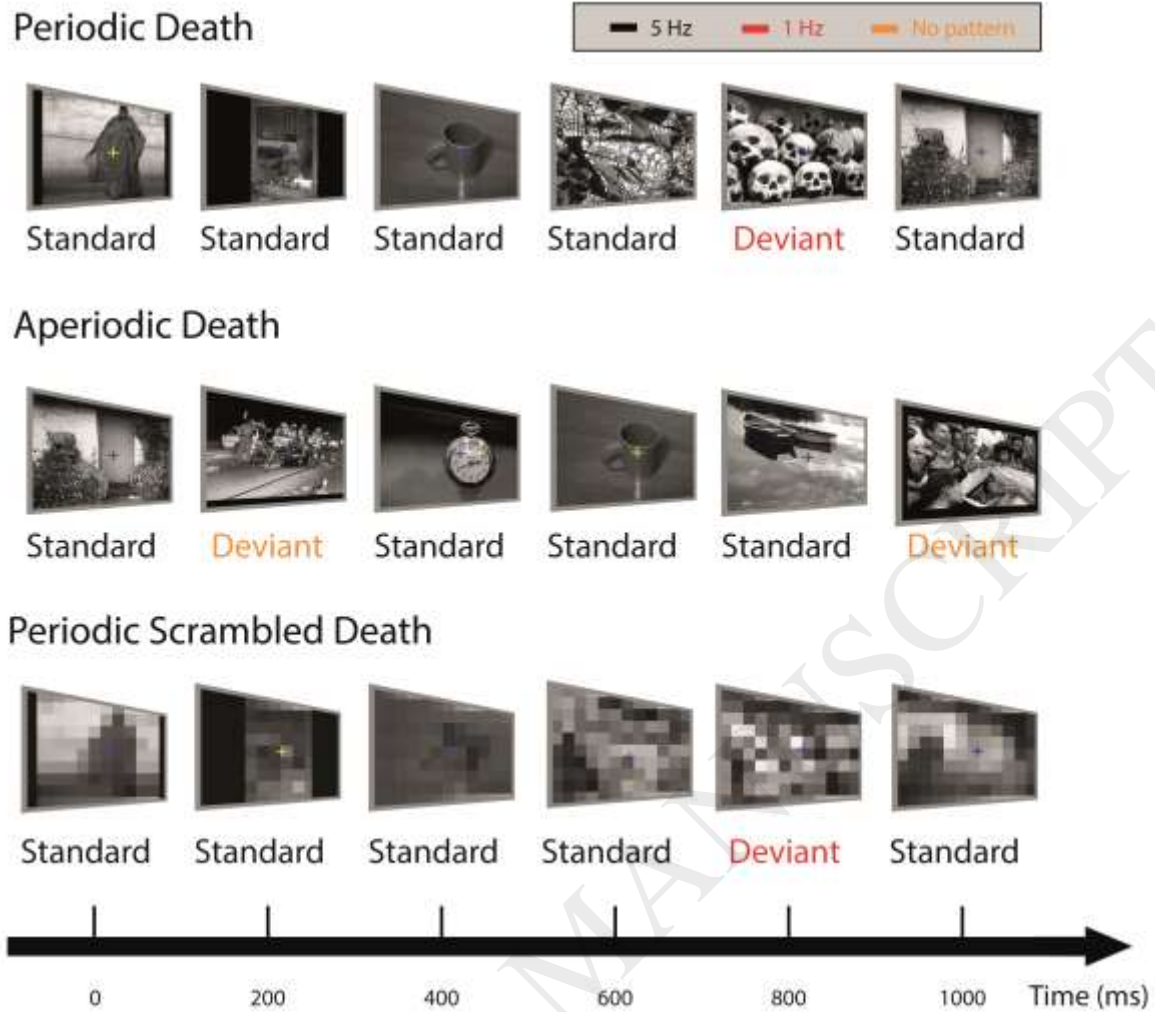 Periodic Death
5 Hz 1 Hz No pattern
Standard Standard Standard Standard Deviant Standard
Aperiodic Death
Standard Deviant Standard Standard Standard Deviant
Periodic Scrambled Death
Standard Standard Standard Standard Deviant Standard
0 200 400 600 800 1000 Time (ms)
MANSCRIPT